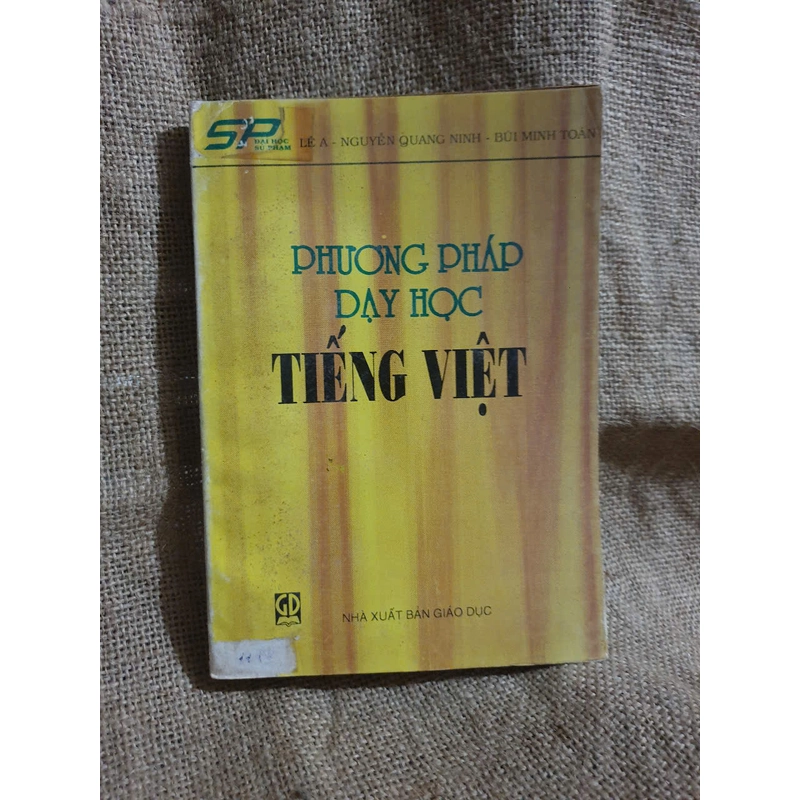 SP
ĐẠI HỌC
SƯ PHẠM
LÊ A - NGUYỄN QUANG NINH - BÙI MINH TOÁN
PHƯƠNG PHÁP
DẠY HỌC
TIẾNG VIỆT
GD
NHÀ XUẤT BẢN GIÁO DỤC